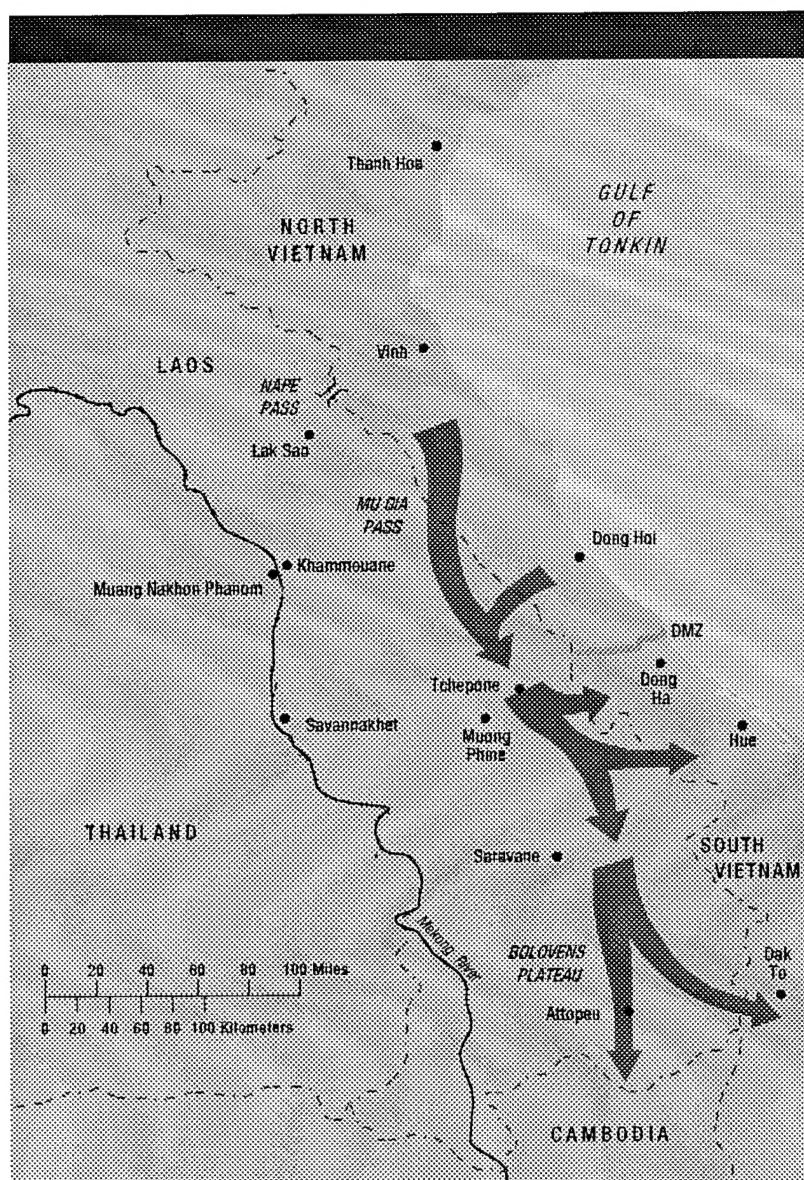 Thanh Hoa
GULF
OF
TONKIN
NORTH
VIETNAM
Vinh
LAOS
NAPE
PASS
Lak Sao
MU GIA
PASS
Dong Hoi
Khammouane
Muang Nakhon Phanom
DMZ
Tchepone
Dong
Ha
Savannakhet
Muong
Phine
Hue
THAILAND
Saravane
SOUTH
VIETNAM
Mekong River
BOLOVENS
PLATEAU
Dak
To
0 20 40 60 80 100 Miles
0 20 40 60 80 100 Kilometers
Attopeu
CAMBODIA